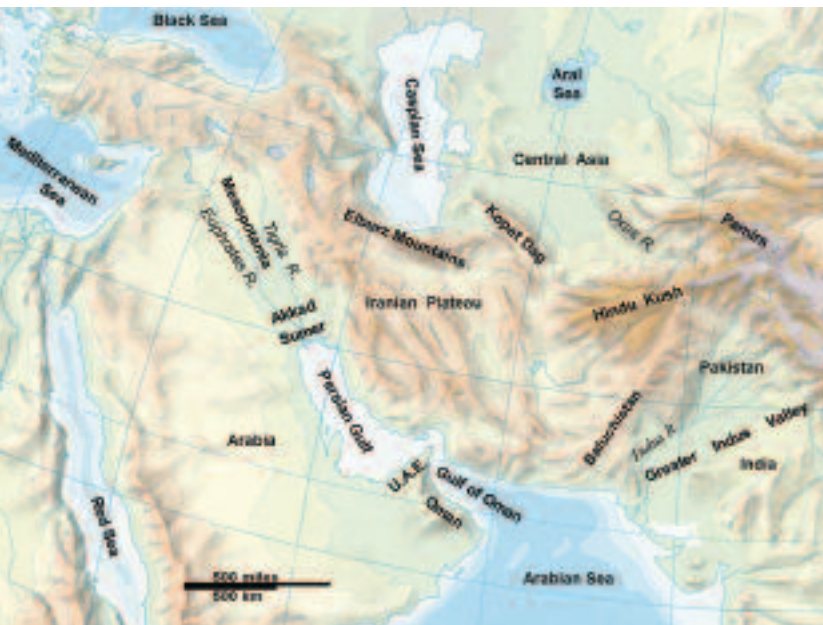 Black Sea
Caspian Sea
Aral
Sea
Central Asia
Mediterranean
Sea
Mesopotamia
Tigris R.
Euphrates R.
Elburz Mountains
Kopet Dag
Oxus R.
Pamirs
Akkad
Sumer
Iranian Plateau
Hindu Kush
Pakistan
Persian Gulf
Arabia
Baluchistan
Indus R.
Greater Indus Valley
India
U.A.E.
Gulf of Oman
Oman
Red Sea
500 miles
500 km
Arabian Sea